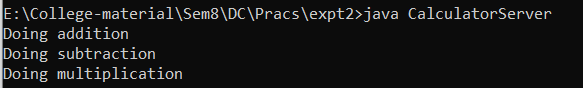 E:\College-material\Sem8\DC\Pracs\expt2>java CalculatorServer
Doing addition
Doing subtraction
Doing multiplication